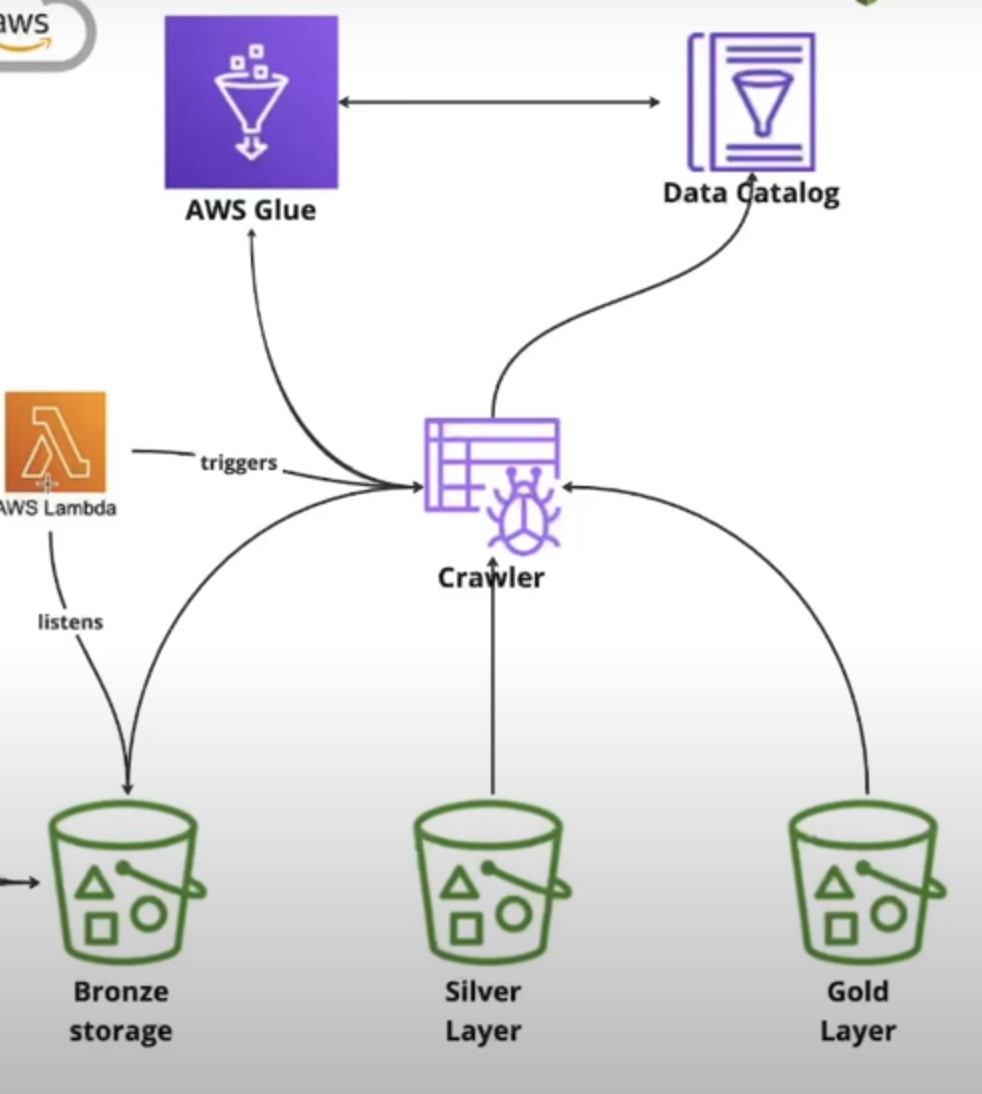 aws
AWS Glue
Data Catalog
triggers
AWS Lambda
Crawler
listens
Bronze
storage
Silver
Layer
Gold
Layer